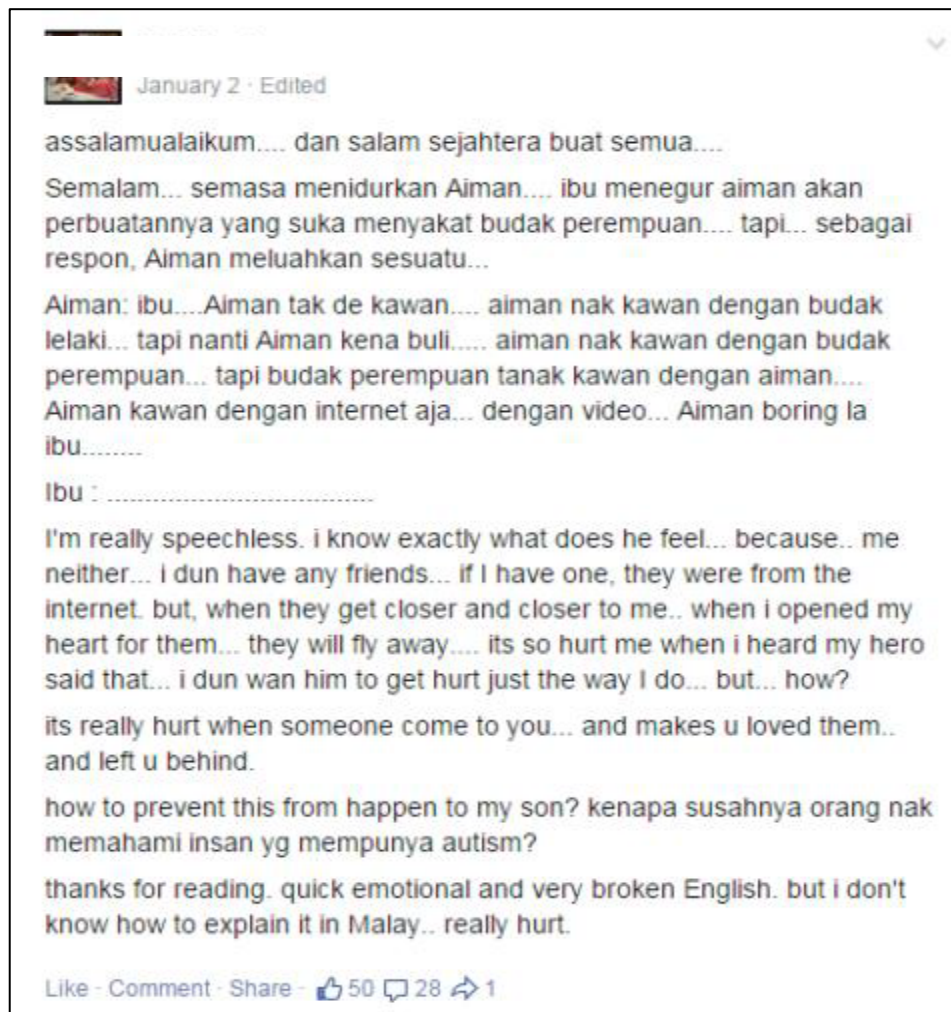 January 2 · Edited
assalamualaikum.... dan salam sejahtera buat semua....
Semalam... semasa menidurkan Aiman.... ibu menegur aiman akan
perbuatannya yang suka menyakat budak perempuan.... tapi... sebagai
respon, Aiman meluahkan sesuatu...
Aiman: ibu....Aiman tak de kawan.... aiman nak kawan dengan budak
lelaki... tapi nanti Aiman kena buli..... aiman nak kawan dengan budak
perempuan... tapi budak perempuan tanak kawan dengan aiman....
Aiman kawan dengan internet aja... dengan video... Aiman boring la
ibu........
Ibu : ...................................
I'm really speechless. i know exactly what does he feel... because.. me
neither... i dun have any friends... if I have one, they were from the
internet. but, when they get closer and closer to me.. when i opened my
heart for them... they will fly away.... its so hurt me when i heard my hero
said that... i dun wan him to get hurt just the way I do... but... how?
its really hurt when someone come to you... and makes u loved them..
and left u behind.
how to prevent this from happen to my son? kenapa susahnya orang nak
memahami insan yg mempunya autism?
thanks for reading. quick emotional and very broken English. but i don't
know how to explain it in Malay.. really hurt.
Like · Comment · Share · 50 28 1